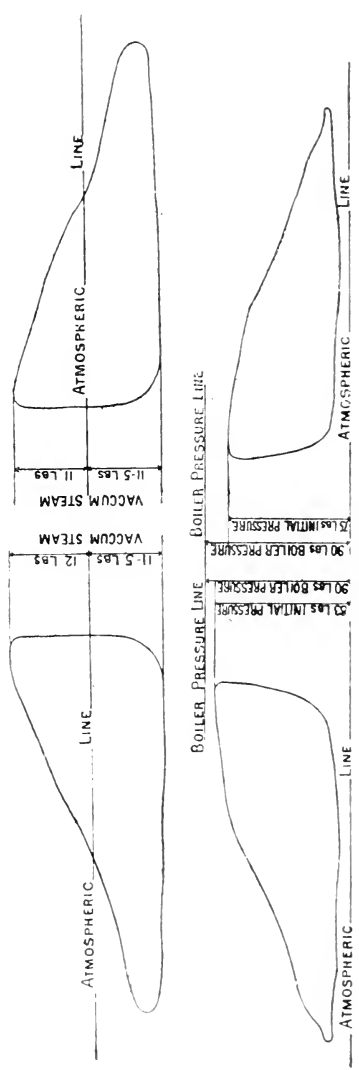 ATMOSPHERIC LINE
11 Lbs
11-5 Lbs
VACCUM STEAM
VACCUM STEAM
12 Lbs
11-5 Lbs
ATMOSPHERIC LINE
ATMOSPHERIC LINE
BOILER PRESSURE LINE
75 Lbs INITIAL PRESSURE
90 Lbs BOILER PRESSURE
90 Lbs BOILER PRESSURE
Lbs INITIAL PRESSURE
BOILER PRESSURE LINE
ATMOSPHERIC LINE